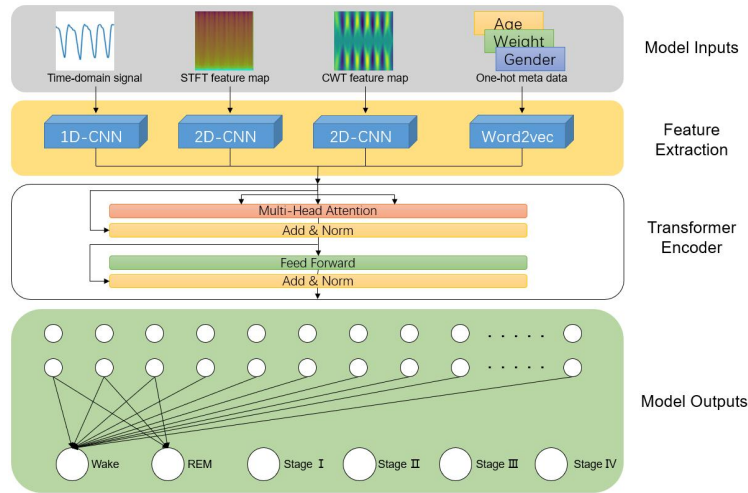 Age
Weight
Gender
Model Inputs
Time-domain signal
STFT feature map
CWT feature map
One-hot meta data
1D-CNN
2D-CNN
2D-CNN
Word2vec
Feature
Extraction
Multi-Head Attention
Add & Norm
Feed Forward
Add & Norm
Transformer
Encoder
Model Outputs
Wake
REM
Stage Ⅰ
Stage Ⅱ
Stage Ⅲ
Stage Ⅳ